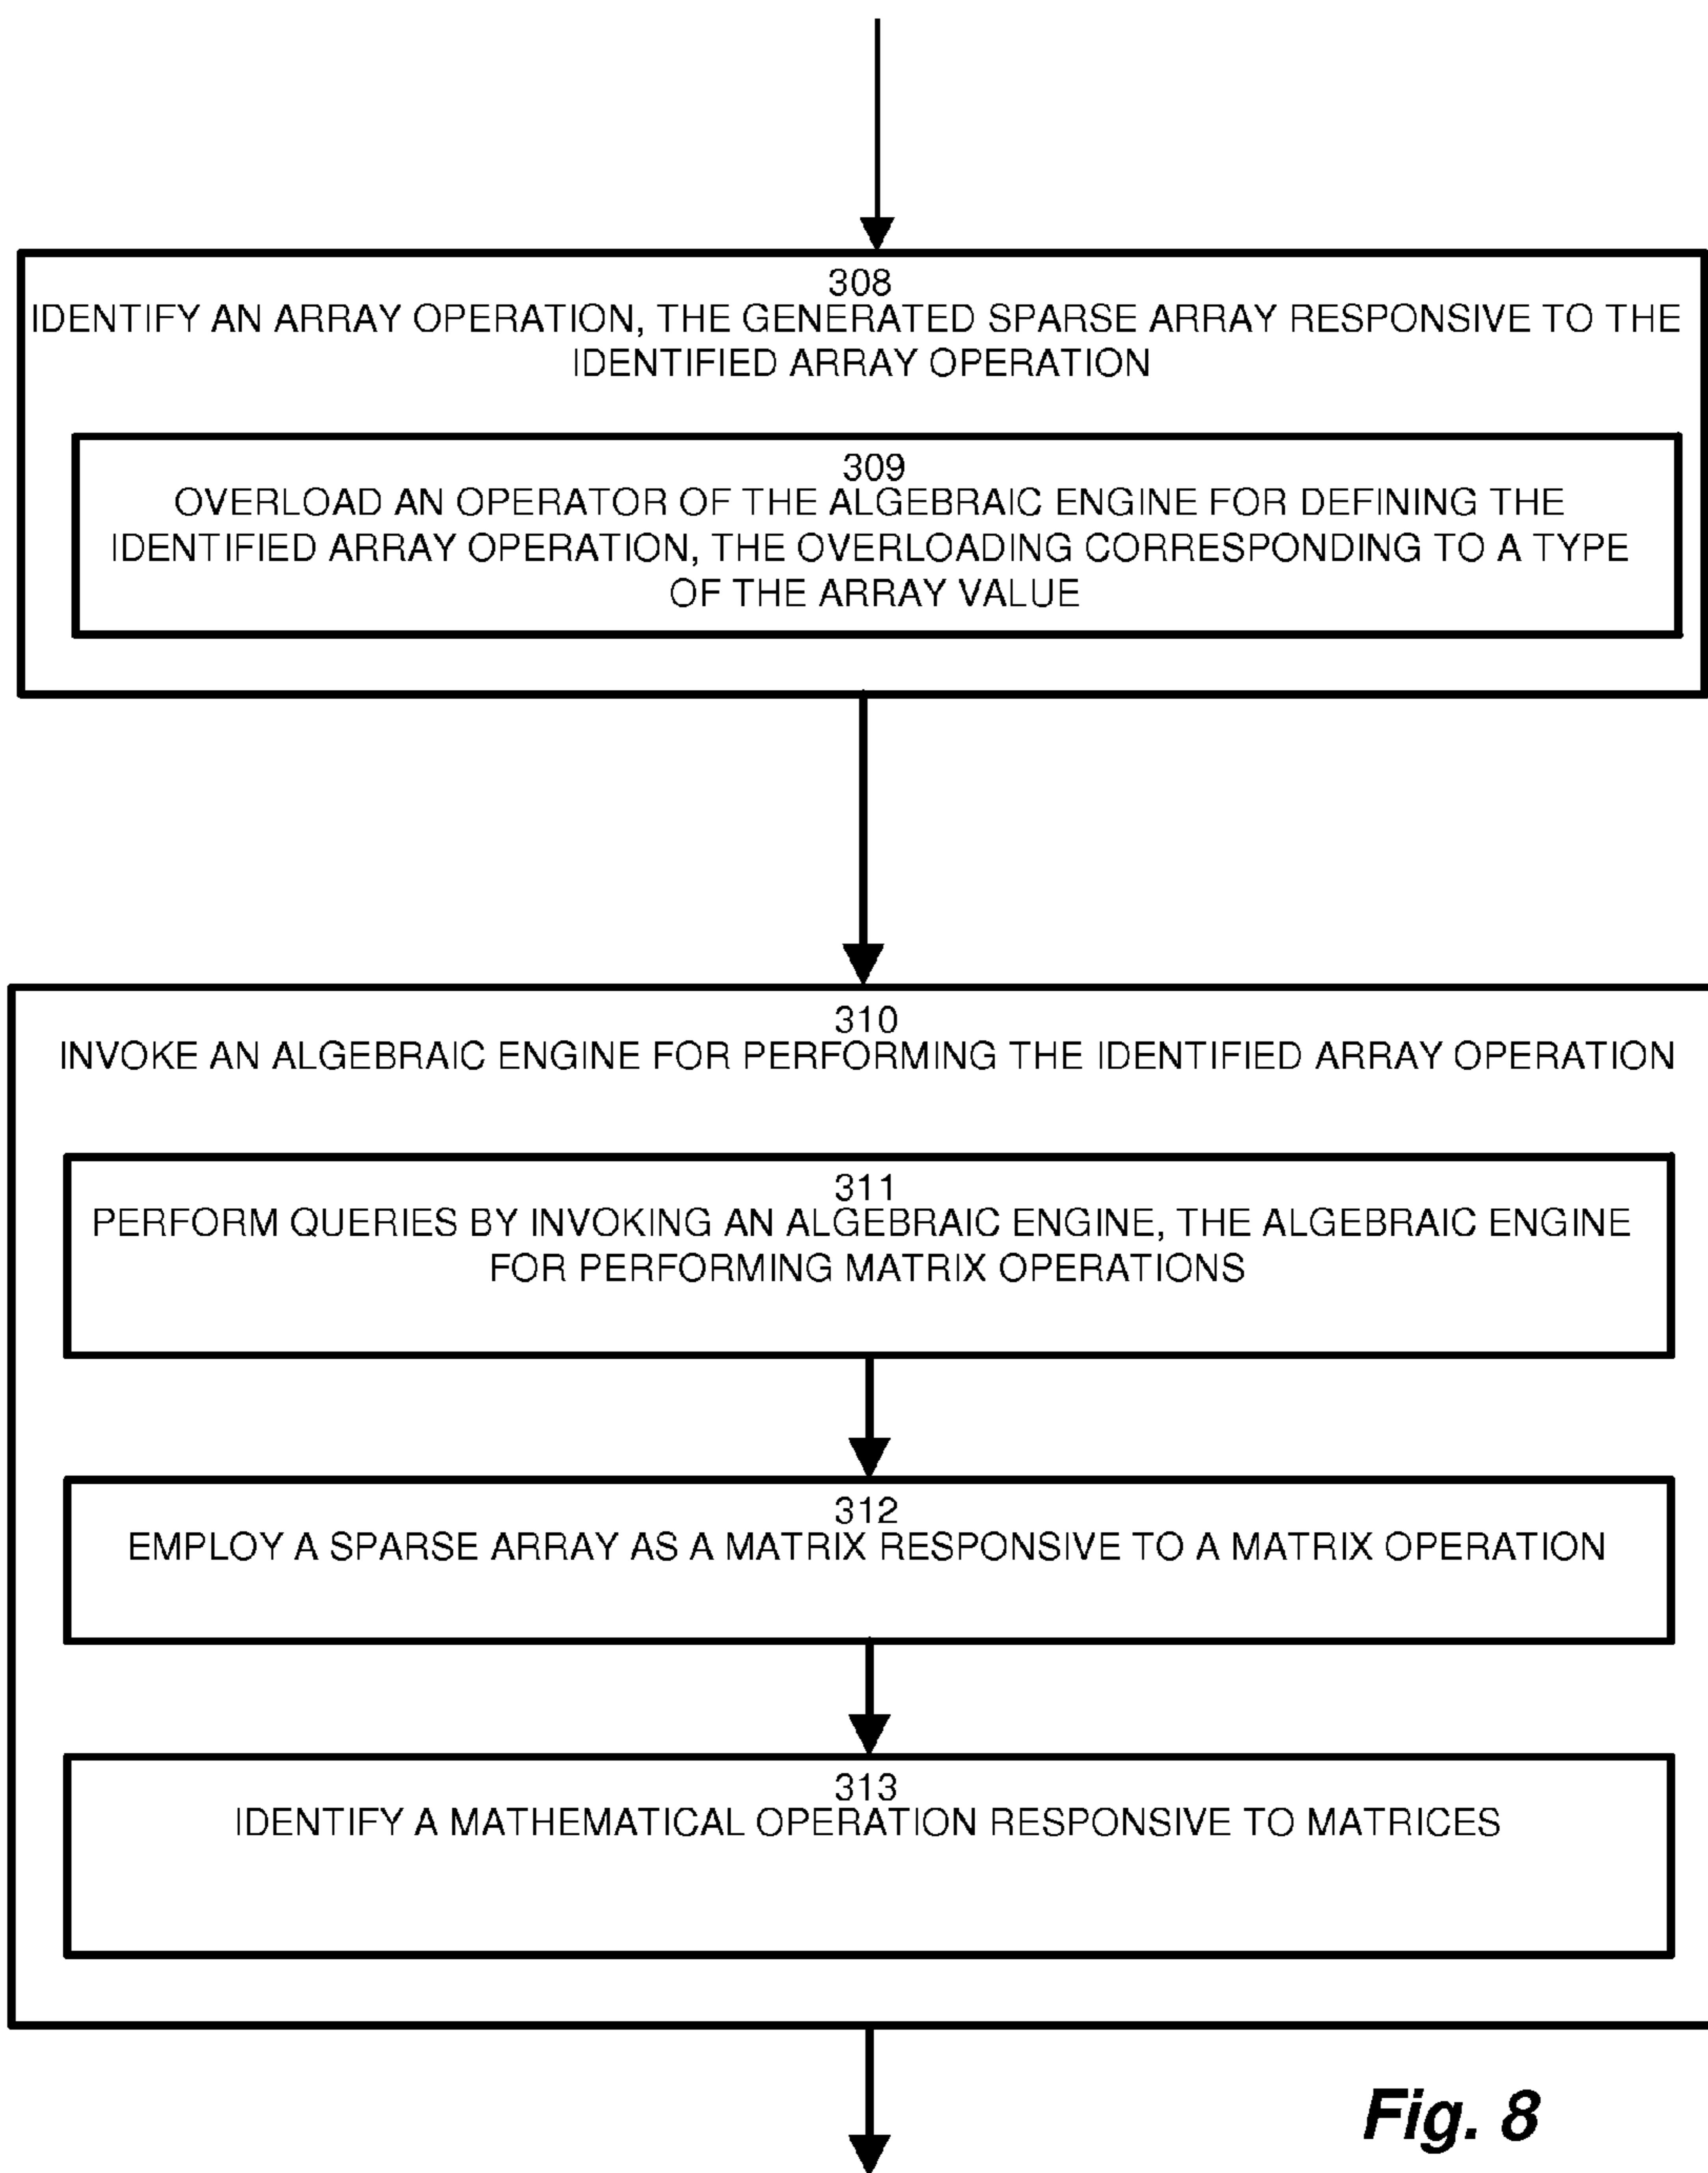 308
IDENTIFY AN ARRAY OPERATION, THE GENERATED SPARSE ARRAY RESPONSIVE TO THE
IDENTIFIED ARRAY OPERATION
309
OVERLOAD AN OPERATOR OF THE ALGEBRAIC ENGINE FOR DEFINING THE
IDENTIFIED ARRAY OPERATION, THE OVERLOADING CORRESPONDING TO A TYPE
OF THE ARRAY VALUE
310
INVOKE AN ALGEBRAIC ENGINE FOR PERFORMING THE IDENTIFIED ARRAY OPERATION
311
PERFORM QUERIES BY INVOKING AN ALGEBRAIC ENGINE, THE ALGEBRAIC ENGINE
FOR PERFORMING MATRIX OPERATIONS
312
EMPLOY A SPARSE ARRAY AS A MATRIX RESPONSIVE TO A MATRIX OPERATION
313
IDENTIFY A MATHEMATICAL OPERATION RESPONSIVE TO MATRICES
Fig. 8